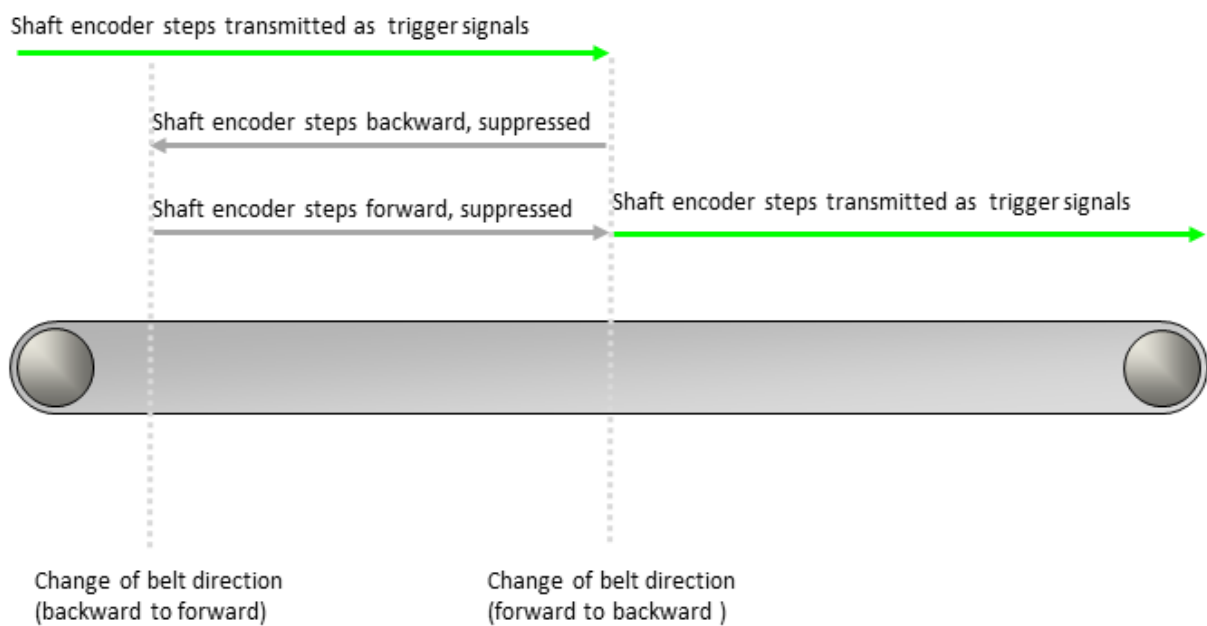 Shaft encoder steps transmitted as trigger signals
Shaft encoder steps backward, suppressed
Shaft encoder steps forward, suppressed
Shaft encoder steps transmitted as trigger signals
Change of belt direction
(backward to forward)
Change of belt direction
(forward to backward )